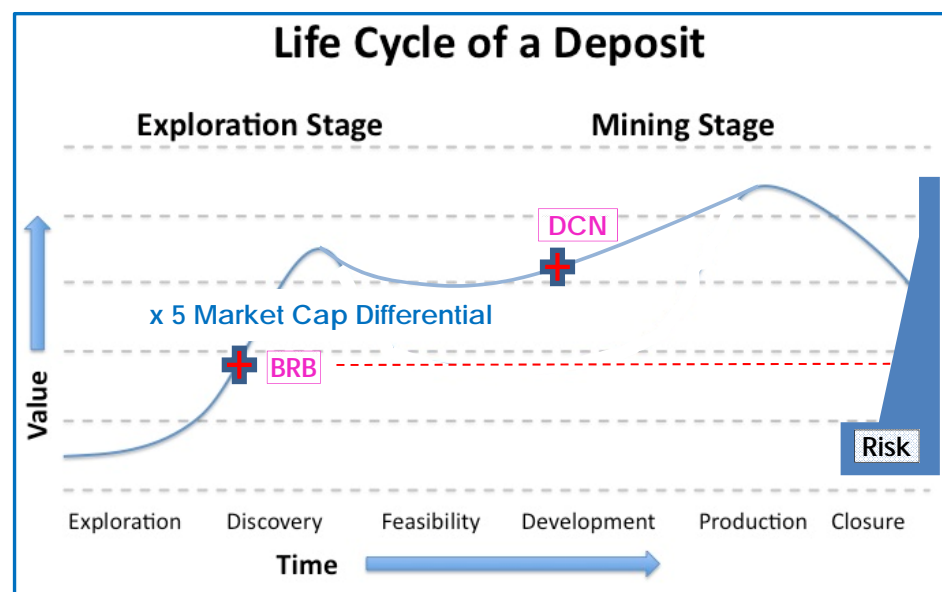 Life Cycle of a Deposit
Exploration Stage
Mining Stage
DCN
x 5 Market Cap Differential
BRB
Value
Risk
Exploration
Discovery
Feasibility
Development
Production
Closure
Time